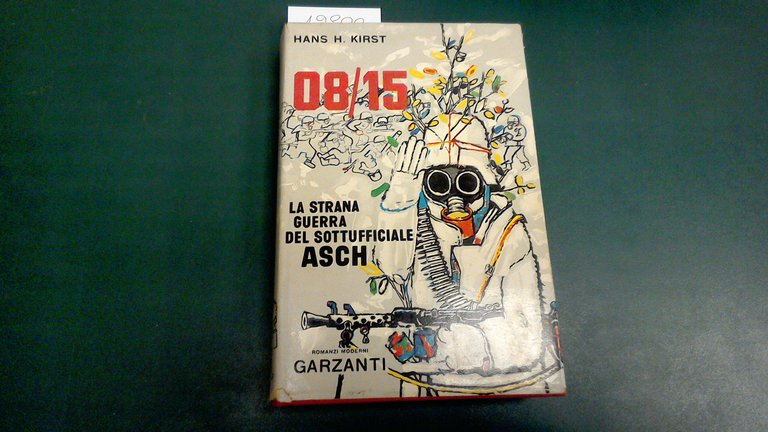 HANS H. KIRST
08/15
LA STRANA
GUERRA
DEL SOTTUFFICIALE
ASCH
ROMANZI MODERNI
GARZANTI